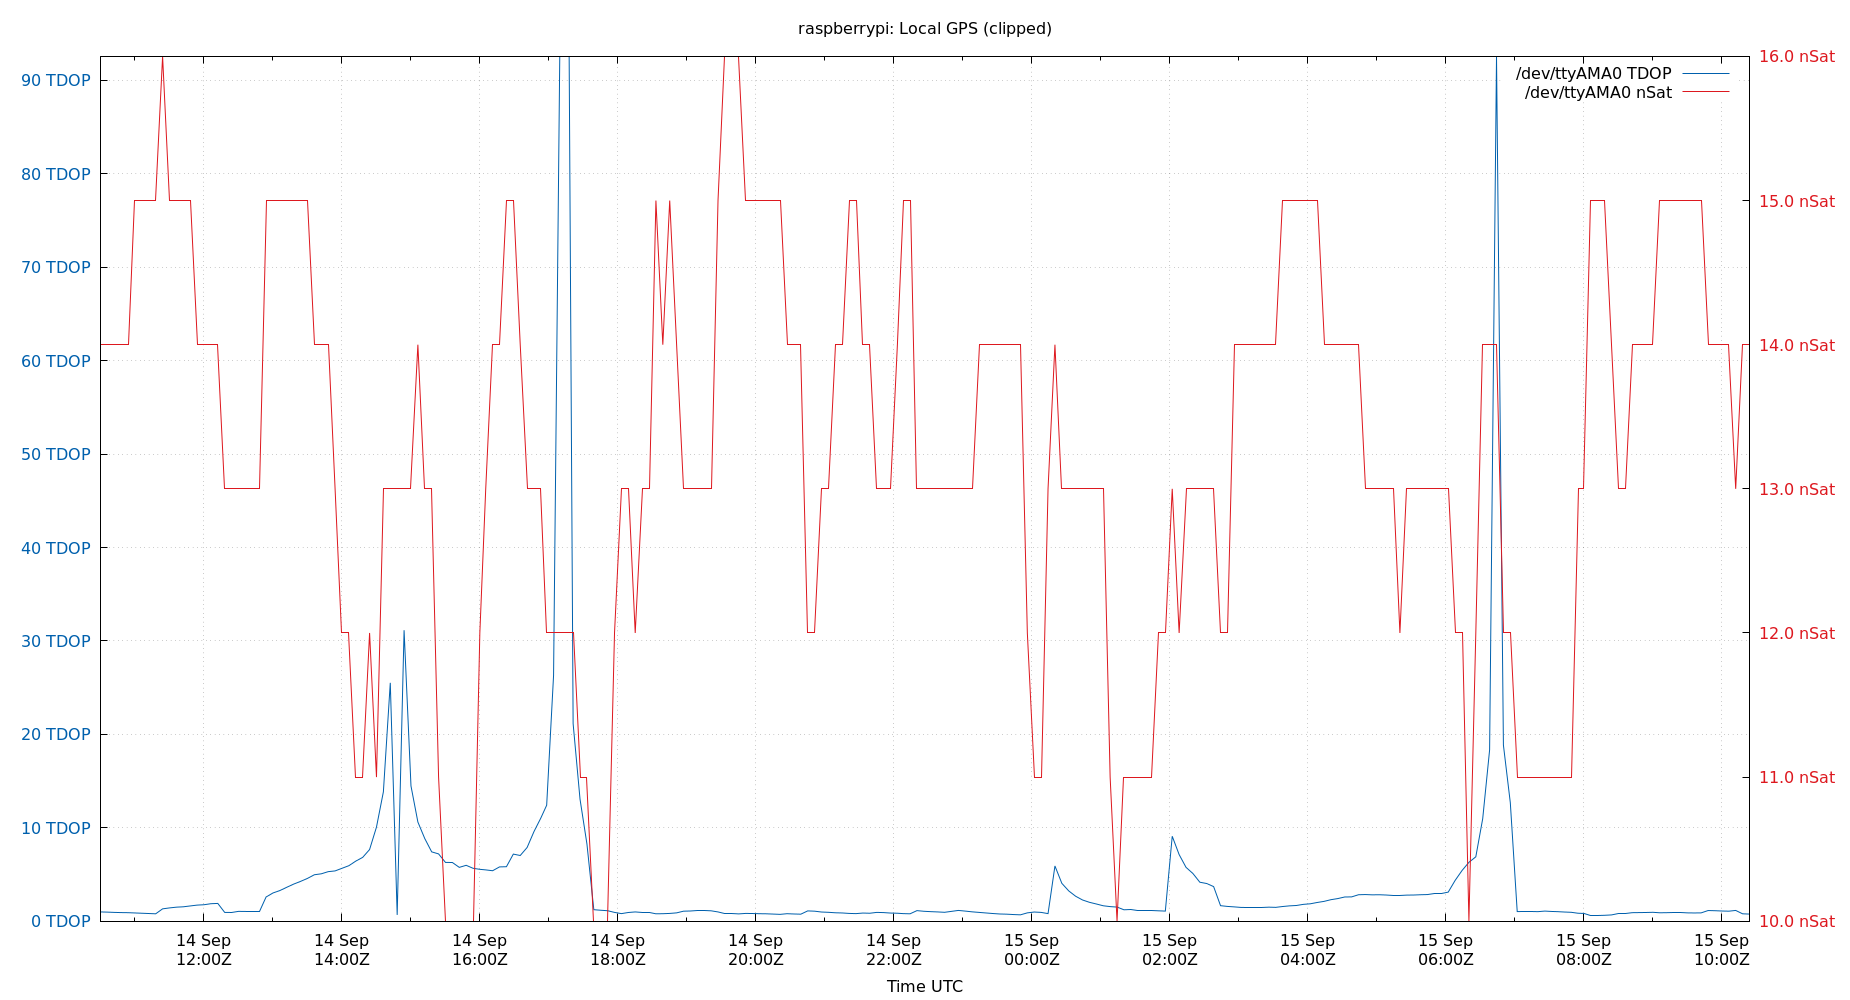 raspberrypi: Local GPS (clipped)
90 TDOP
80 TDOP
70 TDOP
60 TDOP
50 TDOP
40 TDOP
30 TDOP
20 TDOP
10 TDOP
0 TDOP
/dev/ttyAMA0 TDOP
/dev/ttyAMA0 nSat
16.0 nSat
15.0 nSat
14.0 nSat
13.0 nSat
12.0 nSat
11.0 nSat
10.0 nSat
14 Sep
12:00Z
14 Sep
14:00Z
14 Sep
16:00Z
14 Sep
18:00Z
14 Sep
20:00Z
14 Sep
22:00Z
15 Sep
00:00Z
15 Sep
02:00Z
15 Sep
04:00Z
15 Sep
06:00Z
15 Sep
08:00Z
15 Sep
10:00Z
Time UTC